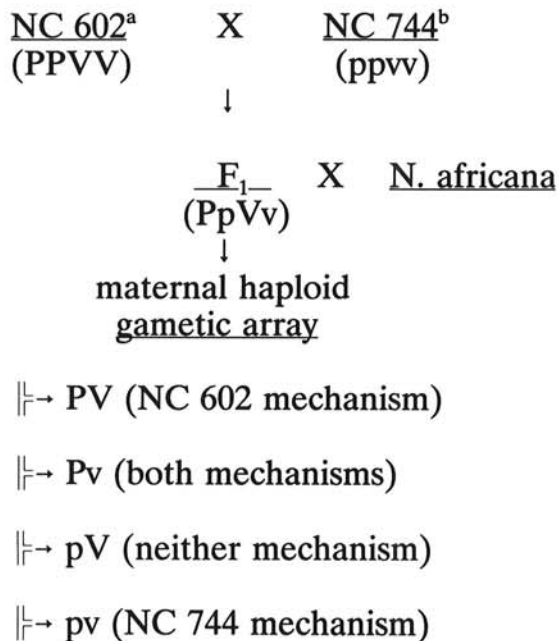 NC 602ᵃ X NC 744ᵇ
(PPVV) (ppvv)
↓
F₁ X N. africana
(PpVv)
↓
maternal haploid
gametic array
→ PV (NC 602 mechanism)
→ Pv (both mechanisms)
→ pV (neither mechanism)
→ pv (NC 744 mechanism)